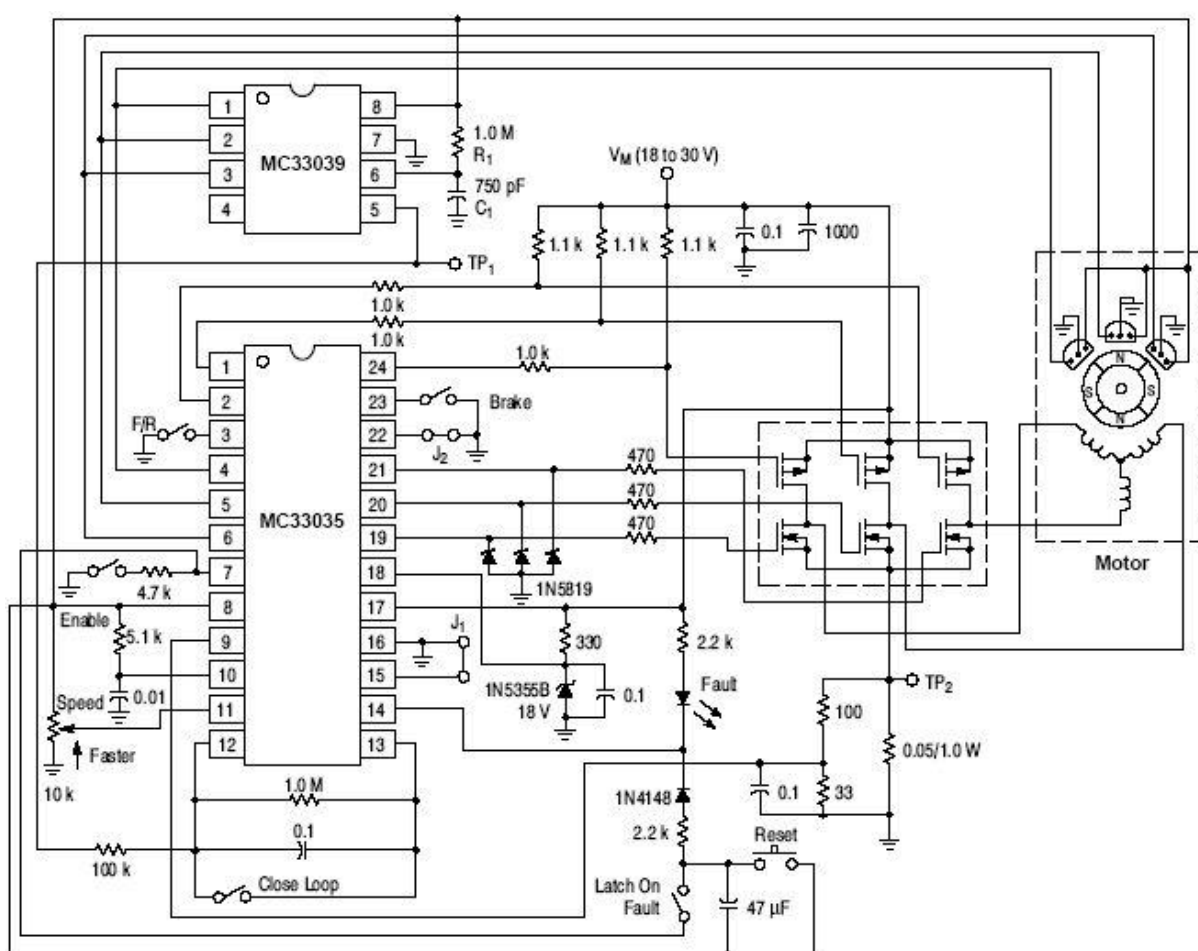 1
2
3
4
MC33039
8
7
6
5
1.0 M
R1
750 pF
C1
TP1
VM (18 to 30 V)
1.1 k
1.1 k
1.1 k
0.1
1000
1.0 k
1.0 k
1.0 k
1
2
3
4
5
6
7
8
9
10
11
12
MC33035
24
23
22
21
20
19
18
17
16
15
14
13
F/R
Brake
J2
470
470
470
N
S
S
N
Motor
4.7 k
Enable
5.1 k
0.01
Speed
Faster
10 k
1N5819
330
J1
1N5355B
18 V
0.1
2.2 k
Fault
TP2
100
0.05/1.0 W
33
0.1
1N4148
2.2 k
Reset
1.0 M
0.1
100 k
Close Loop
Latch On
Fault
47 µF